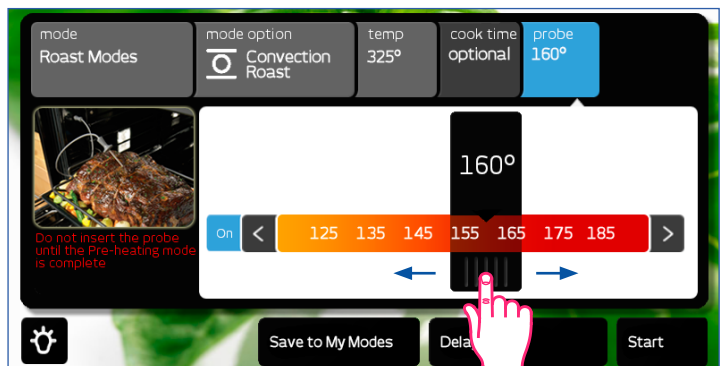 mode
Roast Modes
mode option
Convection
Roast
temp
325°
cook time
optional
probe
160°
160°
On < 125 135 145 155 165 175 185 >
Do not insert the probe
until the Pre-heating mode
is complete
Save to My Modes
Start